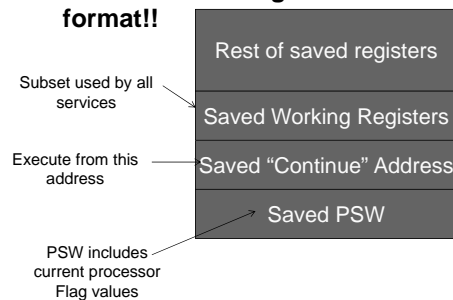 format!!
Rest of saved registers
Subset used by all
services
Saved Working Registers
Execute from this
address
Saved “Continue” Address
Saved PSW
PSW includes
current processor
Flag values